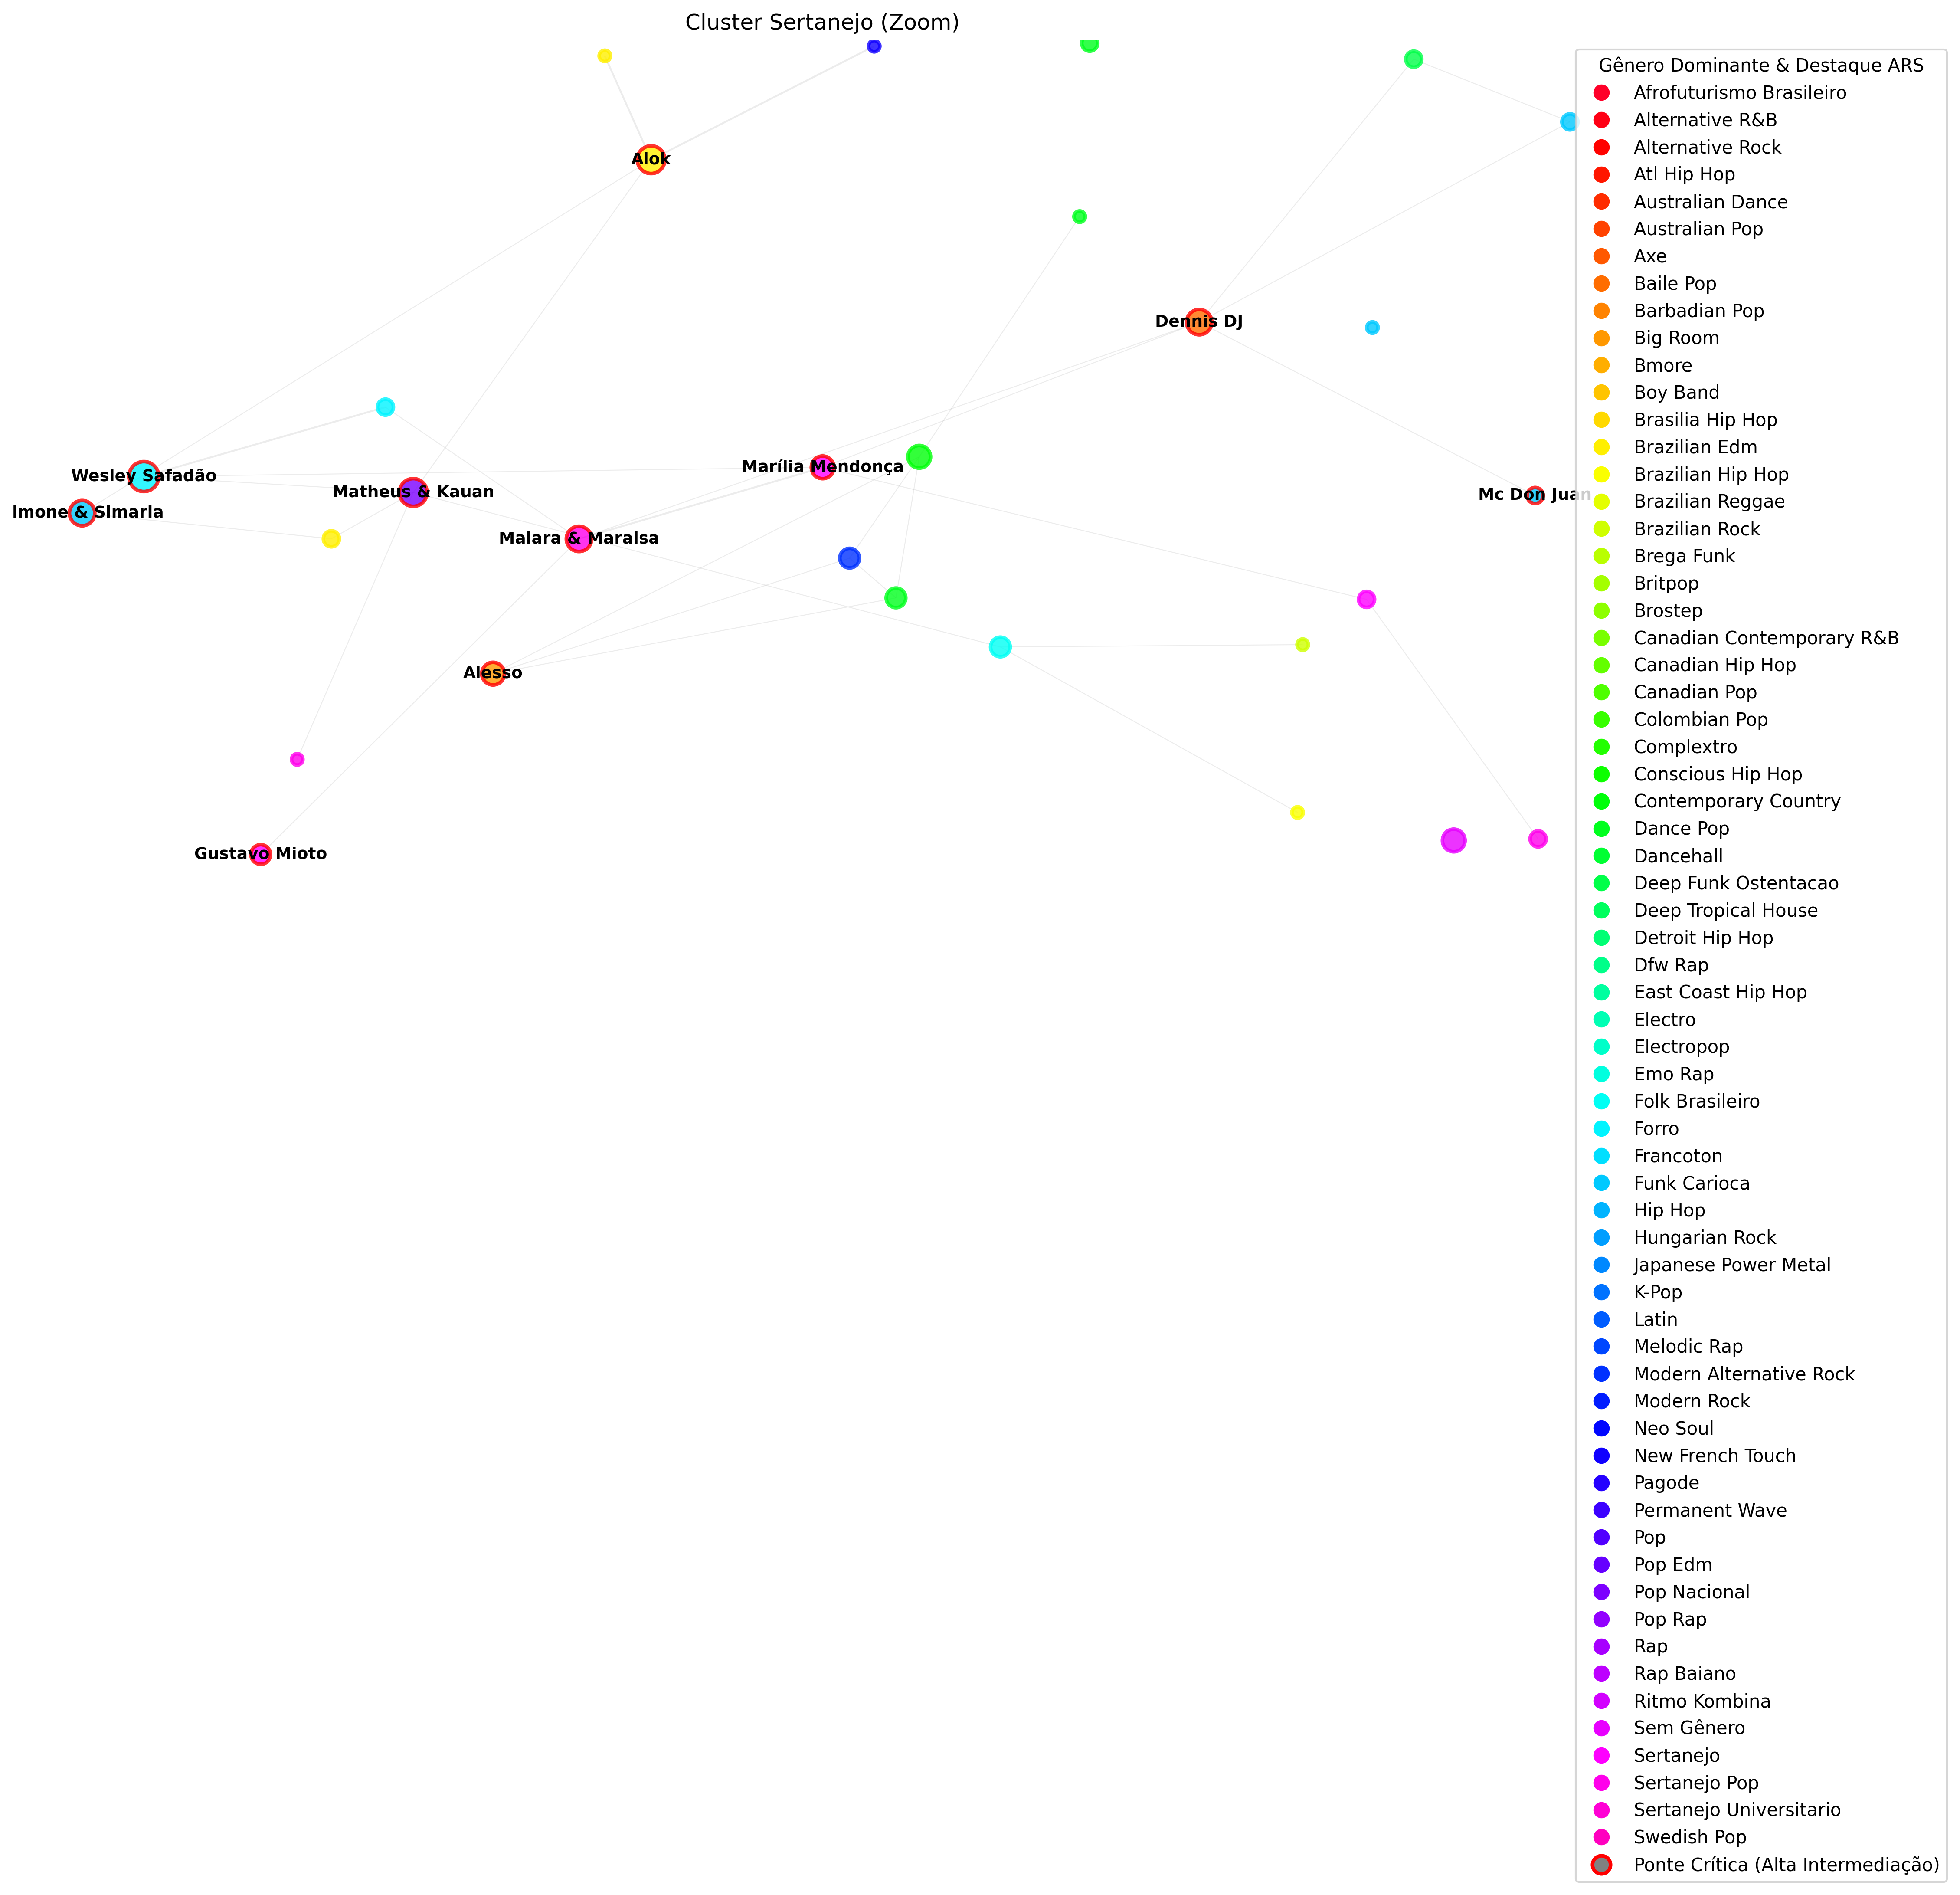 Cluster Sertanejo (Zoom)
Alok
Dennis DJ
Marília Mendonça
Wesley Safadão
Matheus & Kauan
Mc Don Juan
imone & Simaria
Maiara & Maraisa
Alesso
Gustavo Mioto
Gênero Dominante & Destaque ARS
Afrofuturismo Brasileiro
Alternative R&B
Alternative Rock
Atl Hip Hop
Australian Dance
Australian Pop
Axe
Baile Pop
Barbadian Pop
Big Room
Bmore
Boy Band
Brasilia Hip Hop
Brazilian Edm
Brazilian Hip Hop
Brazilian Reggae
Brazilian Rock
Brega Funk
Britpop
Brostep
Canadian Contemporary R&B
Canadian Hip Hop
Canadian Pop
Colombian Pop
Complextro
Conscious Hip Hop
Contemporary Country
Dance Pop
Dancehall
Deep Funk Ostentacao
Deep Tropical House
Detroit Hip Hop
Dfw Rap
East Coast Hip Hop
Electro
Electropop
Emo Rap
Folk Brasileiro
Forro
Francoton
Funk Carioca
Hip Hop
Hungarian Rock
Japanese Power Metal
K-Pop
Latin
Melodic Rap
Modern Alternative Rock
Modern Rock
Neo Soul
New French Touch
Pagode
Permanent Wave
Pop
Pop Edm
Pop Nacional
Pop Rap
Rap
Rap Baiano
Ritmo Kombina
Sem Gênero
Sertanejo
Sertanejo Pop
Sertanejo Universitario
Swedish Pop
Ponte Crítica (Alta Intermediação)